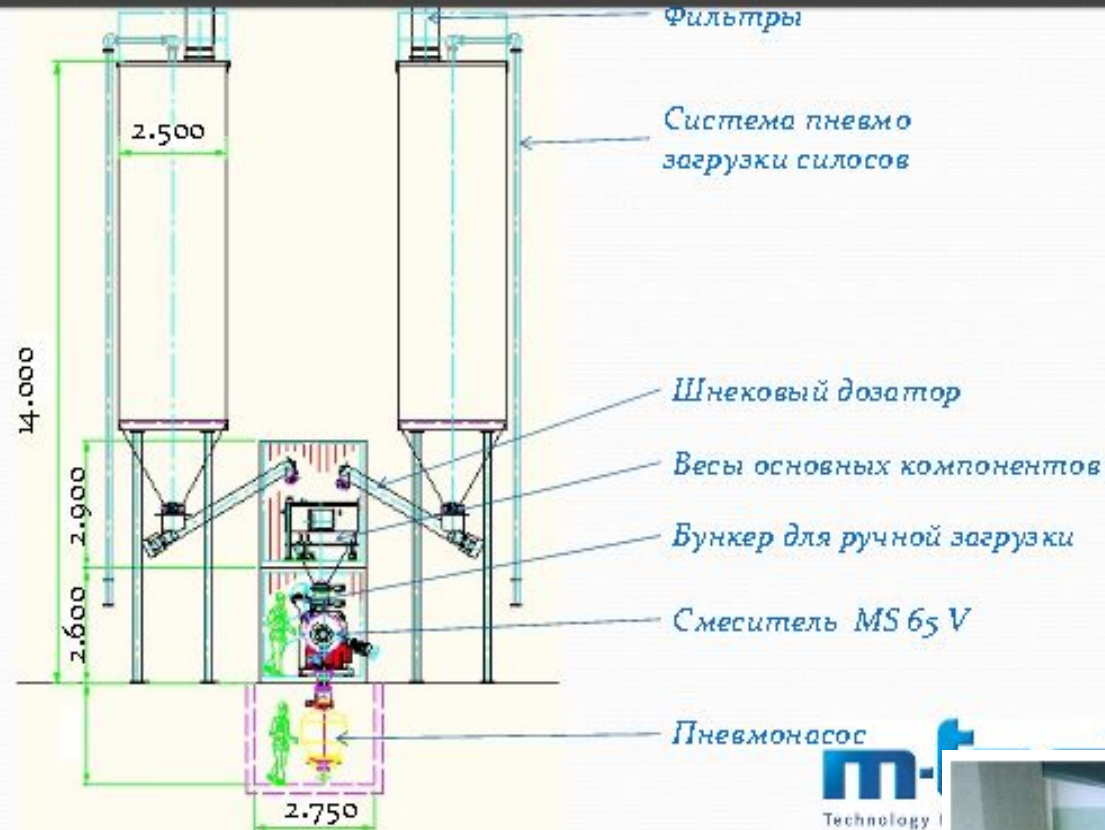 Фильтры
2.500
Система пневмо
загрузки силосов
14.000
Шнековый дозатор
2.900
Весы основных компонентов
Бункер для ручной загрузки
2.600
Смеситель MS 65 V
Пневмонасос
2.750
Technology